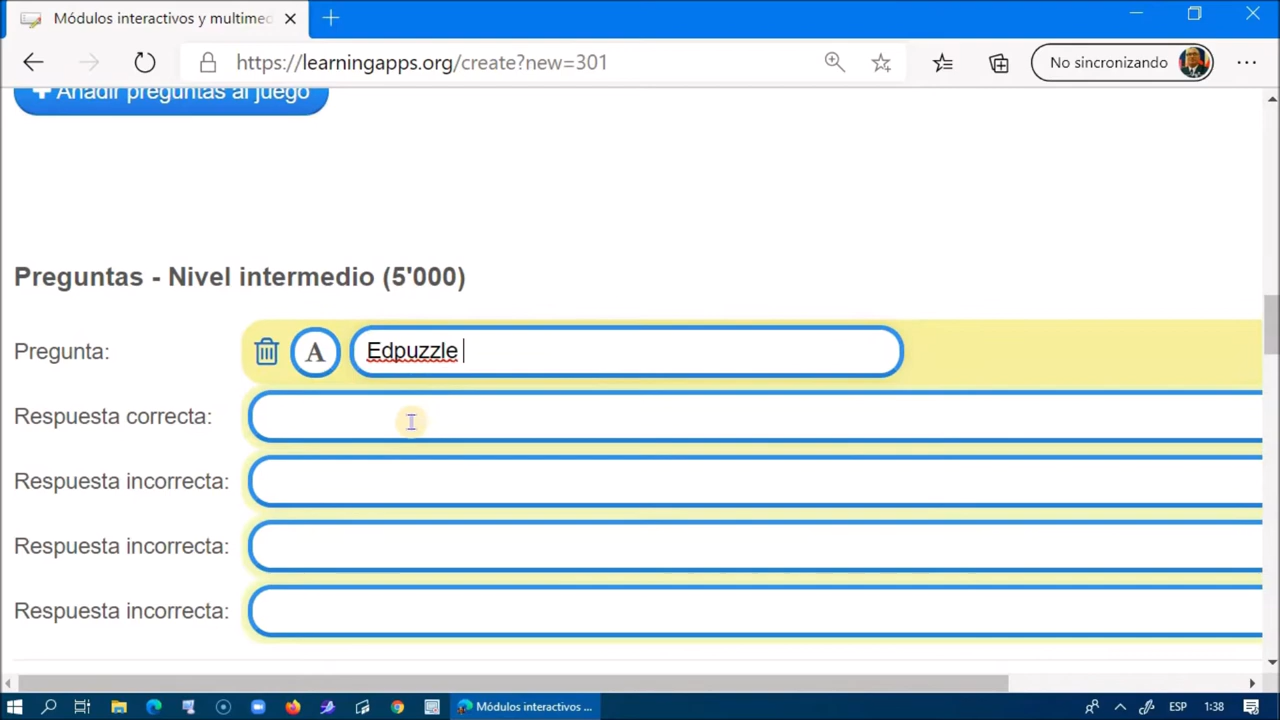 Módulos interactivos y multimed
https://learningapps.org/create?new=301
No sincronizando
Añadir preguntas al juego
Preguntas - Nivel intermedio (5'000)
Pregunta:
A
Edpuzzle
Respuesta correcta:
Respuesta incorrecta:
Respuesta incorrecta:
Respuesta incorrecta:
Módulos interactivos ...
ESP
1:38